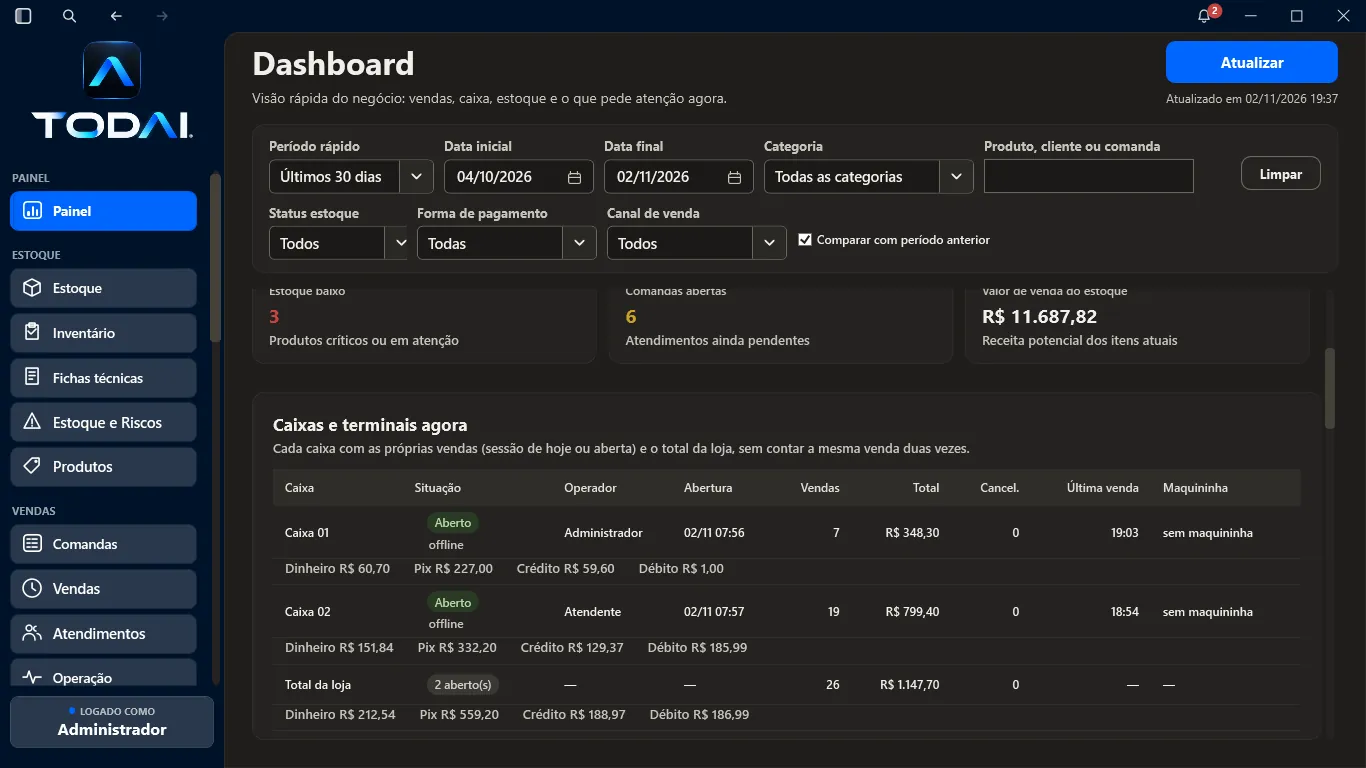 2
TODAI.
PAINEL
Painel
ESTOQUE
Estoque
Inventário
Fichas técnicas
Estoque e Riscos
Produtos
VENDAS
Comandas
Vendas
Atendimentos
Operação
LOGADO COMO
Administrador
Dashboard
Visão rápida do negócio: vendas, caixa, estoque e o que pede atenção agora.
Atualizar
Atualizado em 02/11/2026 19:37
Período rápido Data inicial Data final Categoria Produto, cliente ou comanda
Últimos 30 dias 04/10/2026 02/11/2026 Todas as categorias Limpar
Status estoque Forma de pagamento Canal de venda
Todos Todas Todos Comparar com período anterior
Estoque baixo Comandas abertas Valor de venda do estoque
3 6 R$ 11.687,82
Produtos críticos ou em atenção Atendimentos ainda pendentes Receita potencial dos itens atuais
Caixas e terminais agora
Cada caixa com as próprias vendas (sessão de hoje ou aberta) e o total da loja, sem contar a mesma venda duas vezes.
Caixa Situação Operador Abertura Vendas Total Cancel. Última venda Maquininha
Caixa 01 Aberto offline Administrador 02/11 07:56 7 R$ 348,30 0 19:03 sem maquininha
Dinheiro R$ 60,70 Pix R$ 227,00 Crédito R$ 59,60 Débito R$ 1,00
Caixa 02 Aberto offline Atendente 02/11 07:57 19 R$ 799,40 0 18:54 sem maquininha
Dinheiro R$ 151,84 Pix R$ 332,20 Crédito R$ 129,37 Débito R$ 185,99
Total da loja 2 aberto(s) — — 26 R$ 1.147,70 0 — —
Dinheiro R$ 212,54 Pix R$ 559,20 Crédito R$ 188,97 Débito R$ 186,99